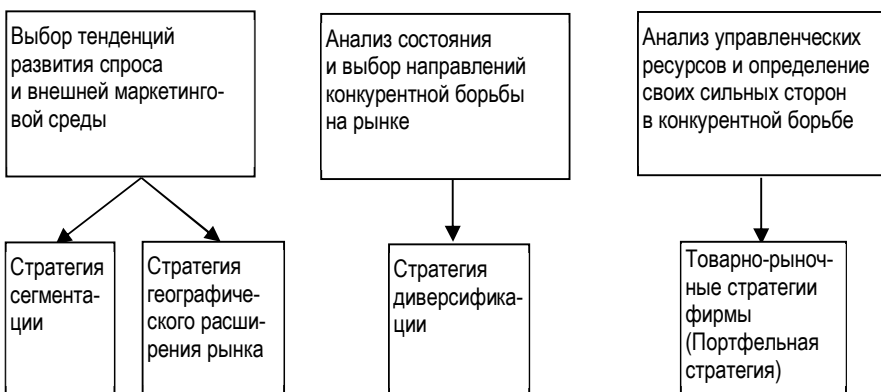 Выбор тенденций
развития спроса
и внешней маркетинго-
вой среды
Анализ состояния
и выбор направлений
конкурентной борьбы
на рынке
Анализ управленческих
ресурсов и определение
своих сильных сторон
в конкурентной борьбе
Стратегия
сегмента-
ции
Стратегия
географиче-
ского расши-
рения рынка
Стратегия
диверсифика-
ции
Товарно-рыноч-
ные стратегии
фирмы
(Портфельная
стратегия)